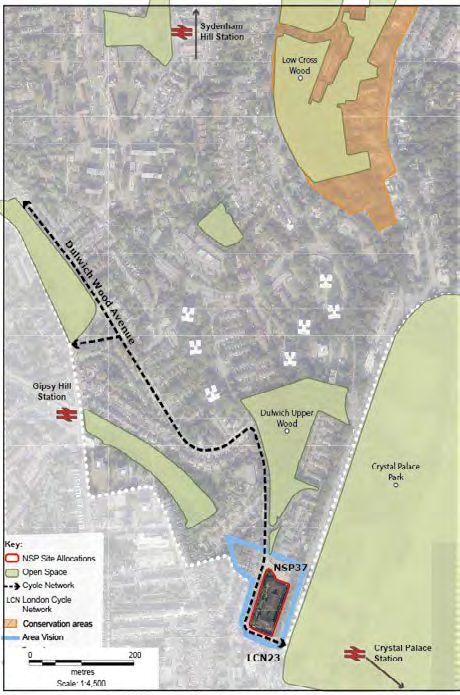 Sydenham
Hill Station
Low Cross
Wood
Dulwich Wood Avenue
Gipsy Hill
Station
Dulwich Upper
Wood
Crystal Palace
Park
NSP37
LCN23
Crystal Palace
Station
Key:
NSP Site Allocations
Open Space
Cycle Network
LCN London Cycle
Network
Conservation areas
Area Vision
0 200
metres
Scale: 1:4,500